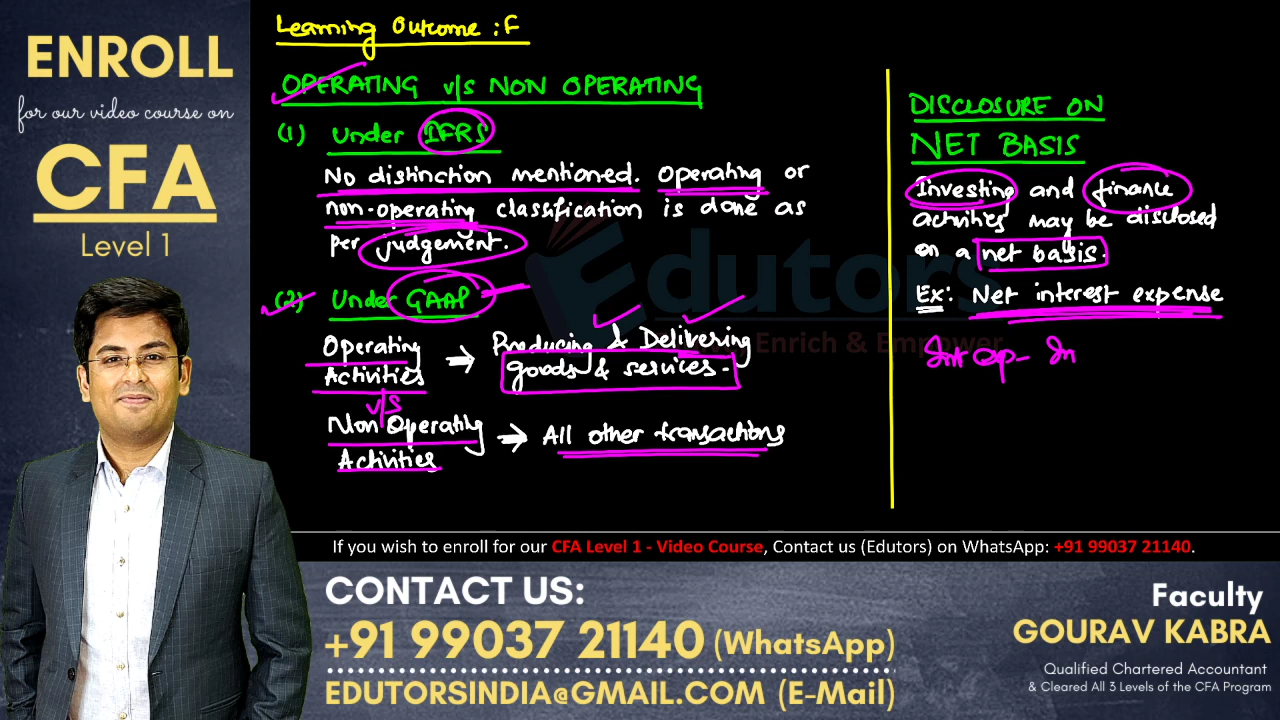 ENROLL
for our video course on
CFA
Level 1
Learning Outcome : F
OPERATING v/s NON OPERATING
(1) Under IFRS
No distinction mentioned. Operating or
non-operating classification is done as
per judgement.
(2) Under GAAP
Operating Activities → Producing & Delivering
goods & services.
v/s
Non Operating Activities → All other transactions
DISCLOSURE ON
NET BASIS
Investing and finance
activities may be disclosed
on a net basis.
Ex: Net interest expense
Int exp - In
Edutors
Enrich & Empower
If you wish to enroll for our CFA Level 1 - Video Course, Contact us (Edutors) on WhatsApp: +91 99037 21140.
CONTACT US:
+91 99037 21140 (WhatsApp)
EDUTORSINDIA@GMAIL.COM (E-Mail)
Faculty
GOURAV KABRA
Qualified Chartered Accountant
& Cleared All 3 Levels of the CFA Program